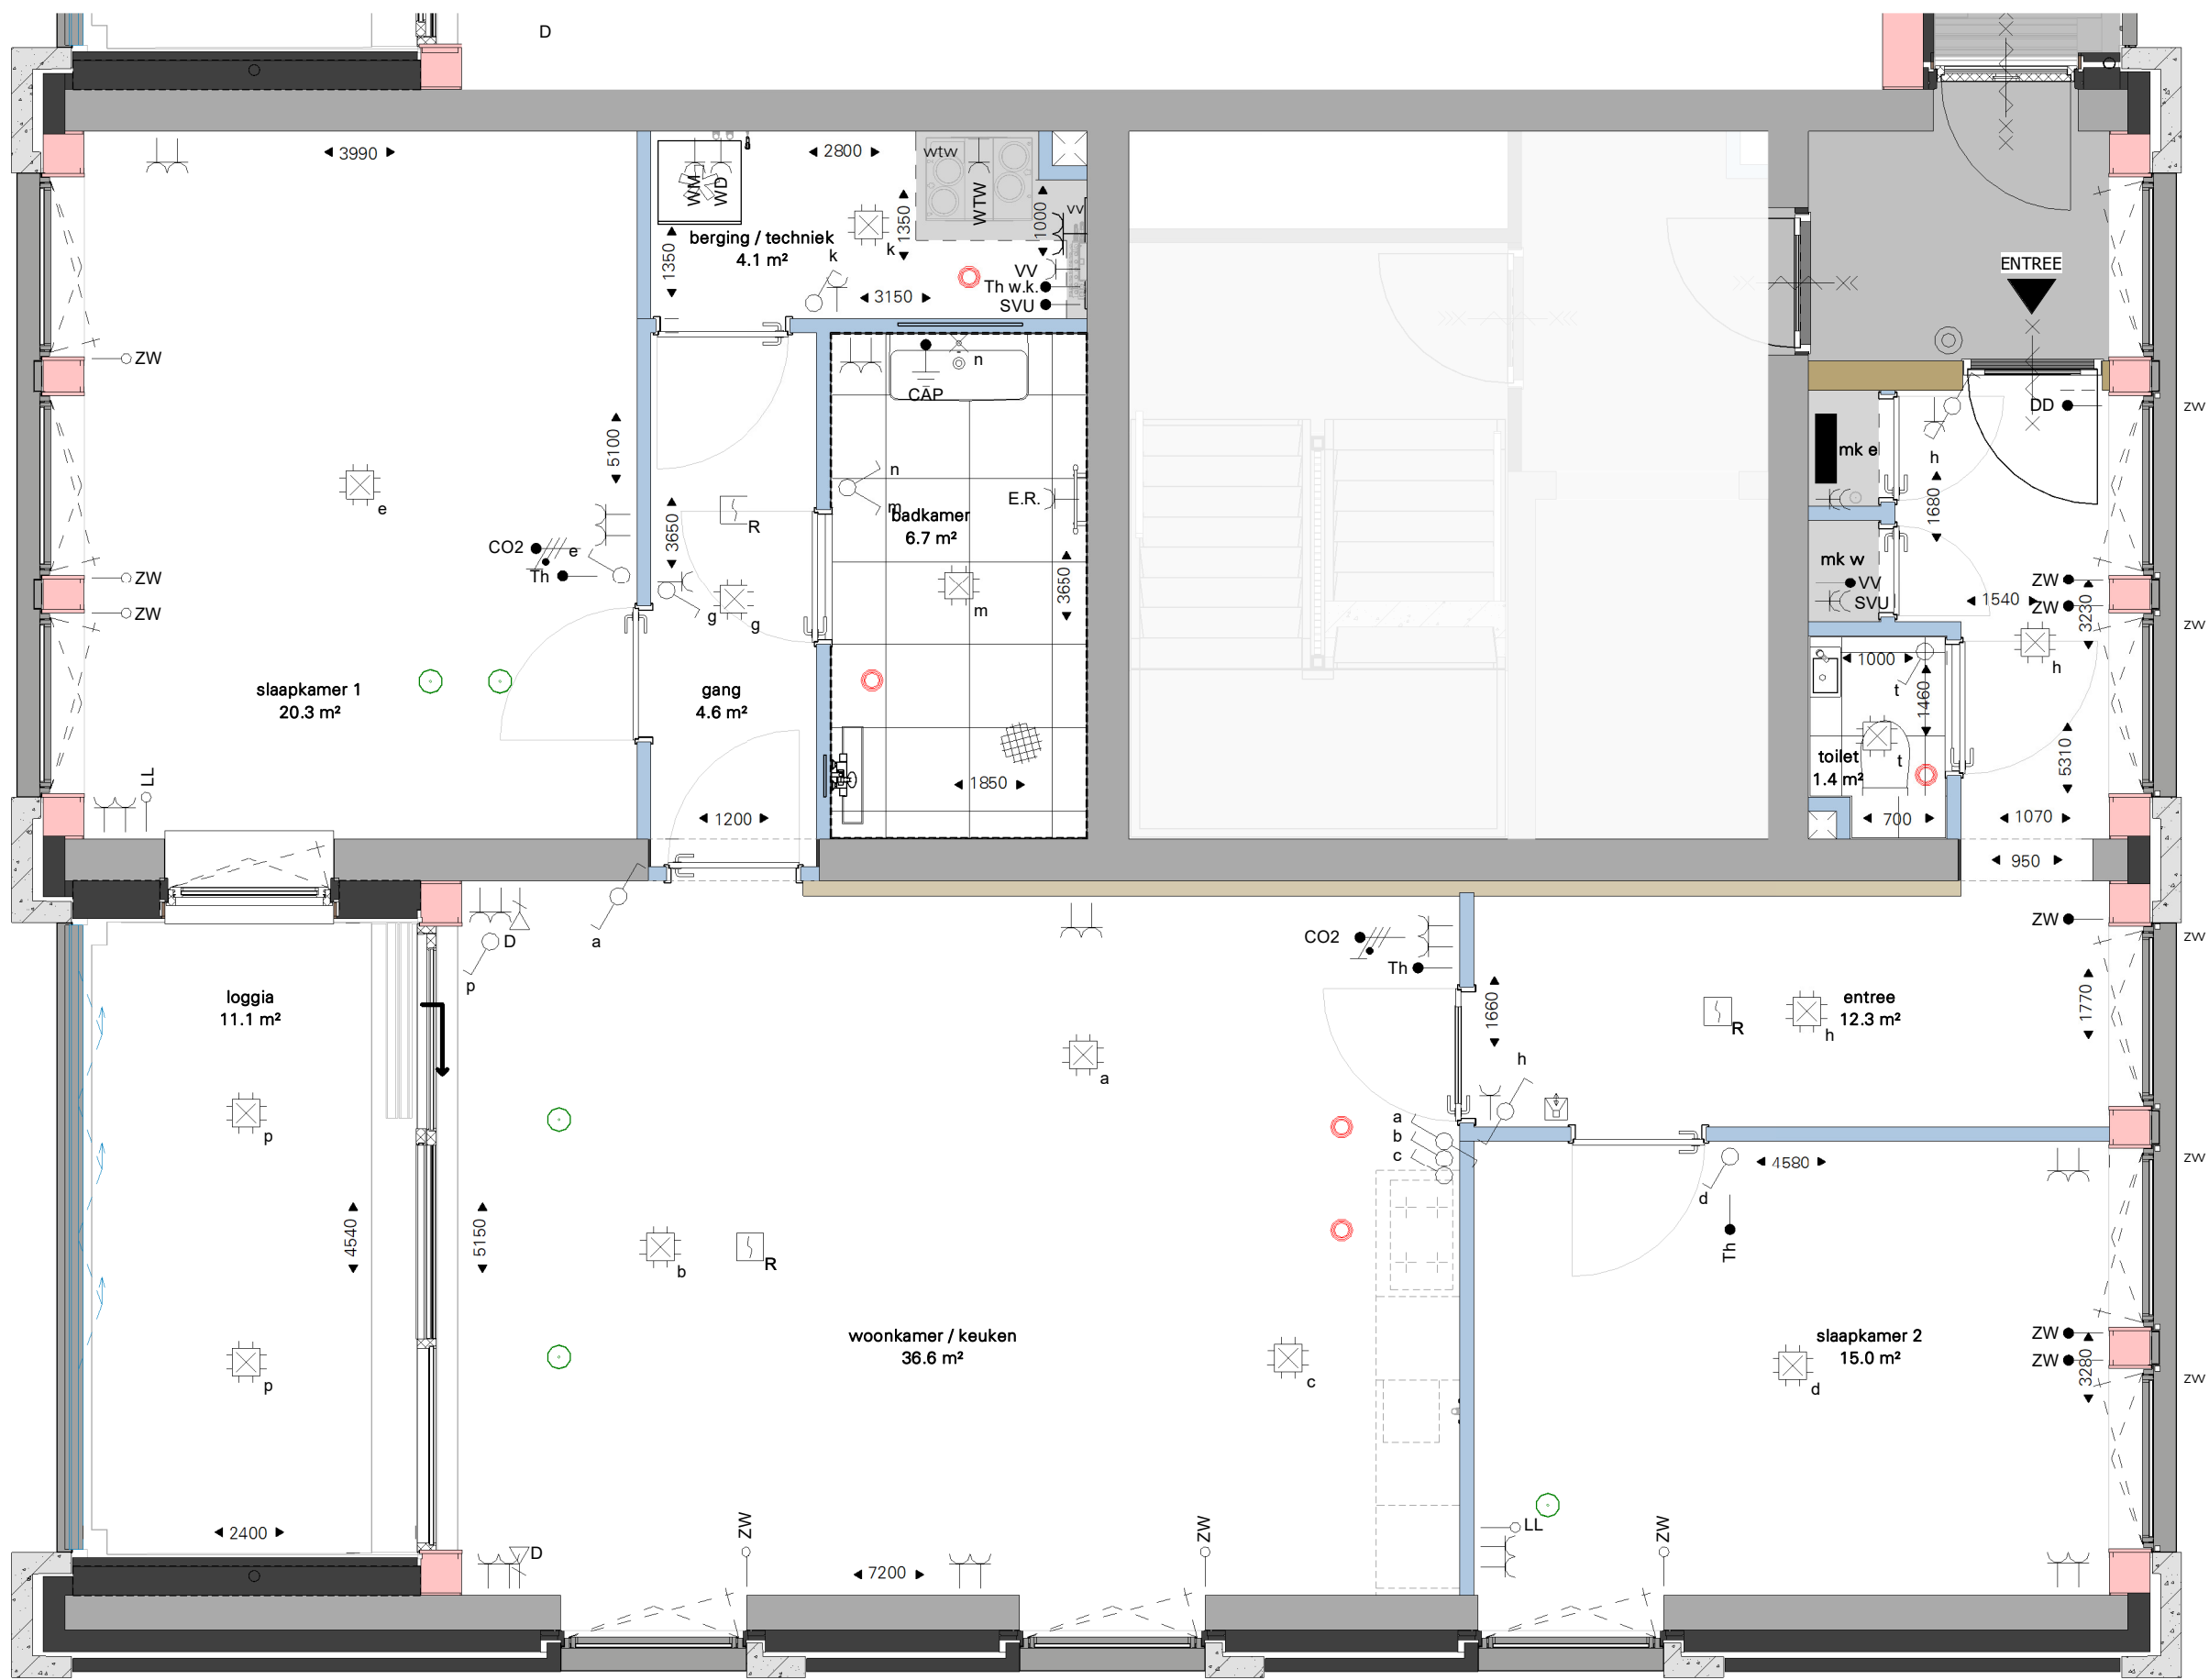 D
3990
2800
wtw
WM
WD
WTW
1350
1000
vv
berging / techniek
4.1 m²
k
k
1350
VV
3150
Th w.k.
SVU
ENTREE
ZW
n
CAP
DD
ZW
5100
n
m
E.R.
mk e
h
1680
e
CO2
e
Th
3650
R
badkamer
6.7 m²
3650
mk w
VV
SVU
ZW
ZW
ZW
ZW
1540
3230
ZW
g
g
m
h
1000
t
1460
slaapkamer 1
20.3 m²
gang
4.6 m²
toilet
1.4 m²
t
5310
LL
1850
1200
700
1070
950
a
D
p
CO2
Th
ZW
ZW
loggia
11.1 m²
1660
entree
12.3 m²
1770
R
h
a
h
p
a
b
c
4580
ZW
d
Th
4540
5150
b
R
woonkamer / keuken
36.6 m²
slaapkamer 2
15.0 m²
ZW
ZW
3280
ZW
p
c
d
2400
D
ZW
7200
ZW
LL
ZW